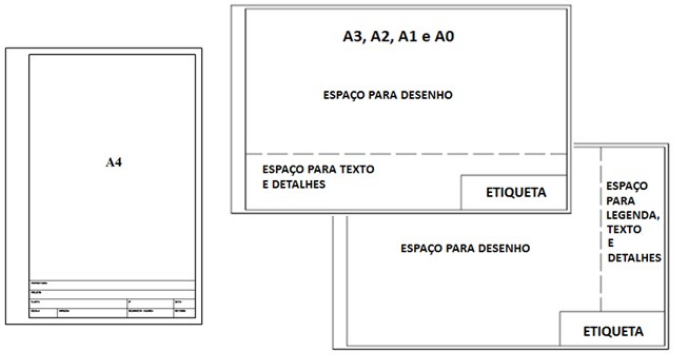 A4
A3, A2, A1 e A0
ESPAÇO PARA DESENHO
ESPAÇO PARA TEXTO
E DETALHES
ETIQUETA
ESPAÇO PARA DESENHO
ESPAÇO
PARA
LEGENDA,
TEXTO
E
DETALHES
ETIQUETA